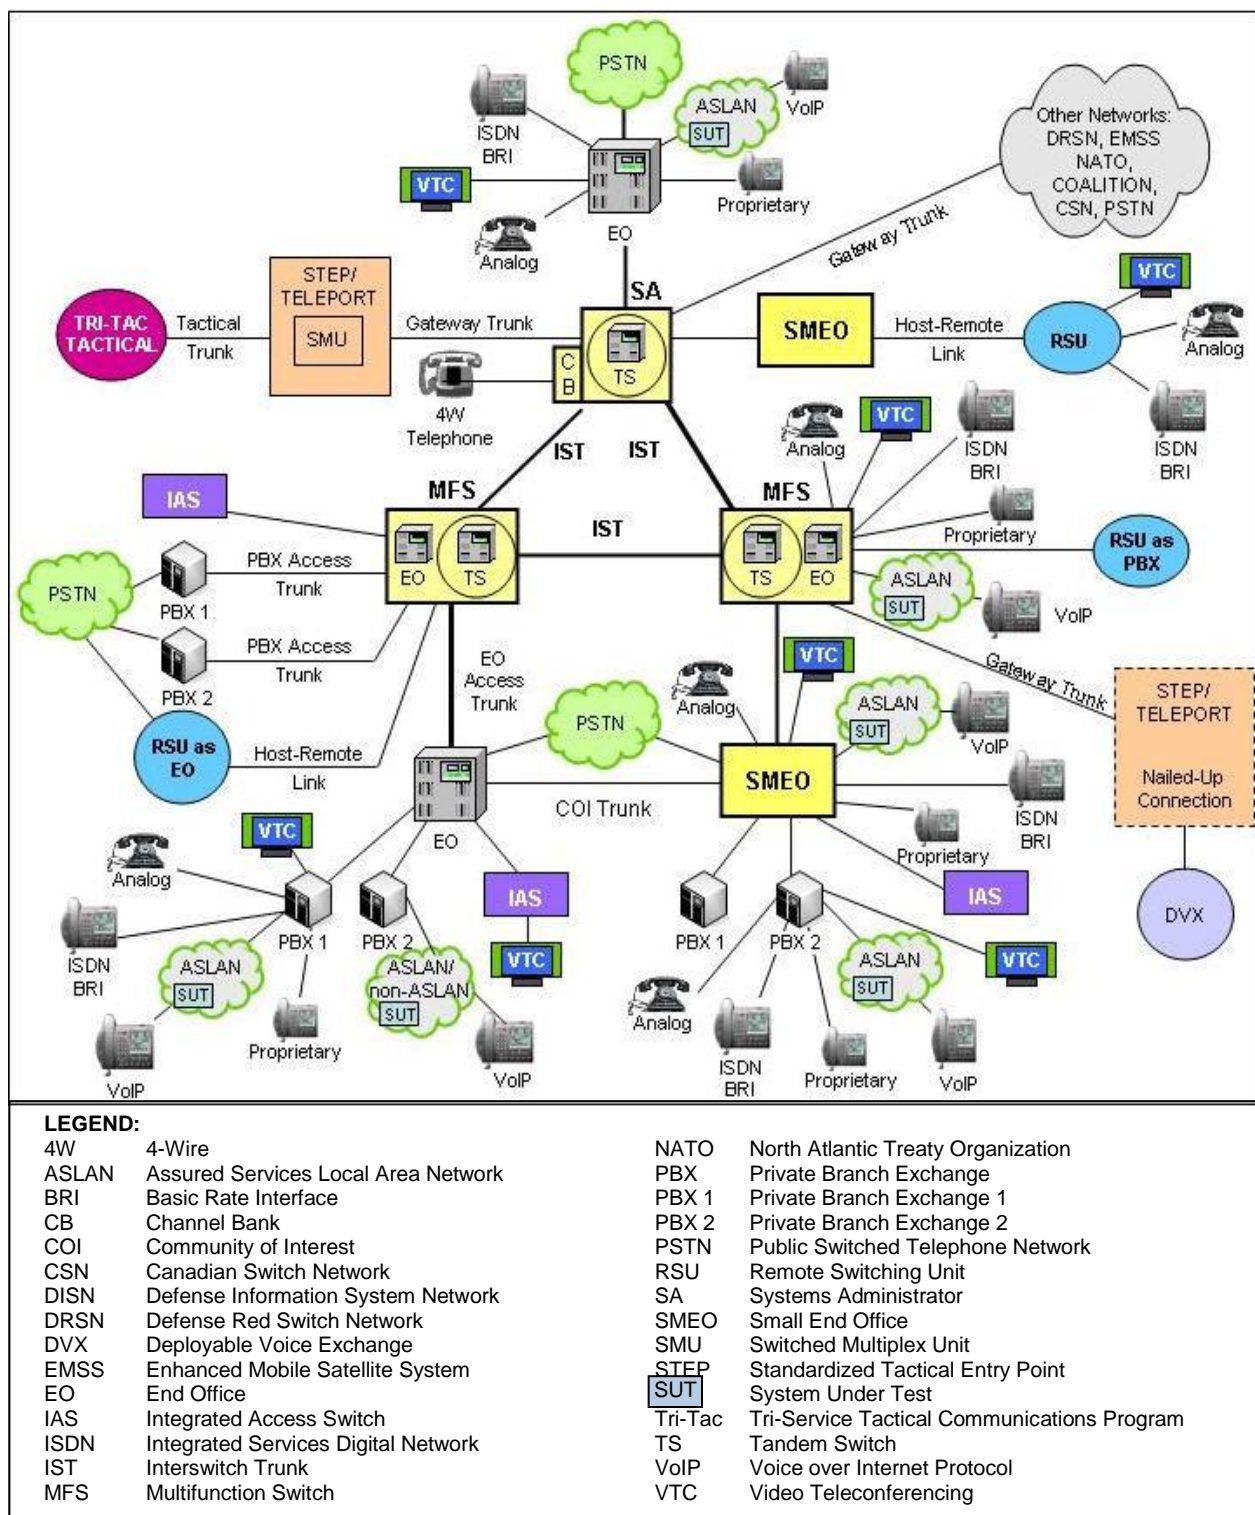 PSTN
ASLAN
SUT
VoIP
ISDN
BRI
VTC
Proprietary
Analog
EO
Other Networks:
DRSN, EMSS
NATO,
COALITION,
CSN, PSTN
Gateway Trunk
SA
TRI-TAC
TACTICAL
Tactical
Trunk
STEP/
TELEPORT
SMU
Gateway Trunk
C
B
TS
SMEO
Host-Remote
Link
RSU
VTC
Analog
ISDN
BRI
4W
Telephone
IST
IST
Analog
VTC
ISDN
BRI
IAS
MFS
EO
TS
IST
MFS
TS
EO
Proprietary
RSU as
PBX
ASLAN
SUT
VoIP
PSTN
PBX 1
PBX Access
Trunk
PBX 2
PBX Access
Trunk
RSU as
EO
Host-Remote
Link
EO
Access
Trunk
Gateway Trunk
STEP/
TELEPORT
Nailed-Up
Connection
DVX
PSTN
Analog
VTC
ASLAN
SUT
VoIP
EO
COI Trunk
SMEO
ISDN
BRI
Proprietary
IAS
VTC
Analog
ISDN
BRI
PBX 1
ASLAN
SUT
VoIP
Proprietary
PBX 2
ASLAN/
non-ASLAN
SUT
VoIP
IAS
VTC
PBX 1
PBX 2
Analog
ISDN
BRI
Proprietary
ASLAN
SUT
VoIP
VTC
LEGEND:
4W 4-Wire
ASLAN Assured Services Local Area Network
BRI Basic Rate Interface
CB Channel Bank
COI Community of Interest
CSN Canadian Switch Network
DISN Defense Information System Network
DRSN Defense Red Switch Network
DVX Deployable Voice Exchange
EMSS Enhanced Mobile Satellite System
EO End Office
IAS Integrated Access Switch
ISDN Integrated Services Digital Network
IST Interswitch Trunk
MFS Multifunction Switch
NATO North Atlantic Treaty Organization
PBX Private Branch Exchange
PBX 1 Private Branch Exchange 1
PBX 2 Private Branch Exchange 2
PSTN Public Switched Telephone Network
RSU Remote Switching Unit
SA Systems Administrator
SMEO Small End Office
SMU Switched Multiplex Unit
STEP Standardized Tactical Entry Point
SUT System Under Test
Tri-Tac Tri-Service Tactical Communications Program
TS Tandem Switch
VoIP Voice over Internet Protocol
VTC Video Teleconferencing